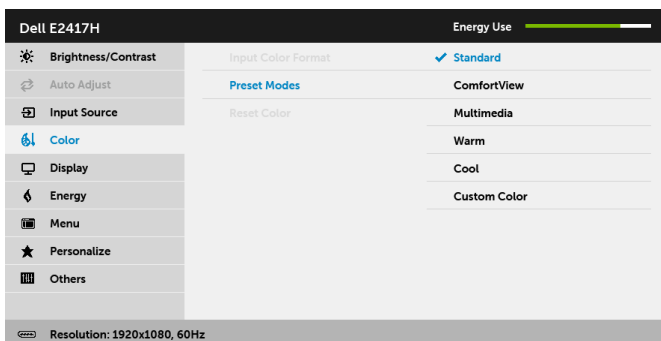 Dell E2417H Energy Use
Brightness/Contrast Input Color Format Standard
Auto Adjust Preset Modes ComfortView
Input Source Reset Color Multimedia
Color Warm
Display Cool
Energy Custom Color
Menu
Personalize
Others
Resolution: 1920x1080, 60Hz